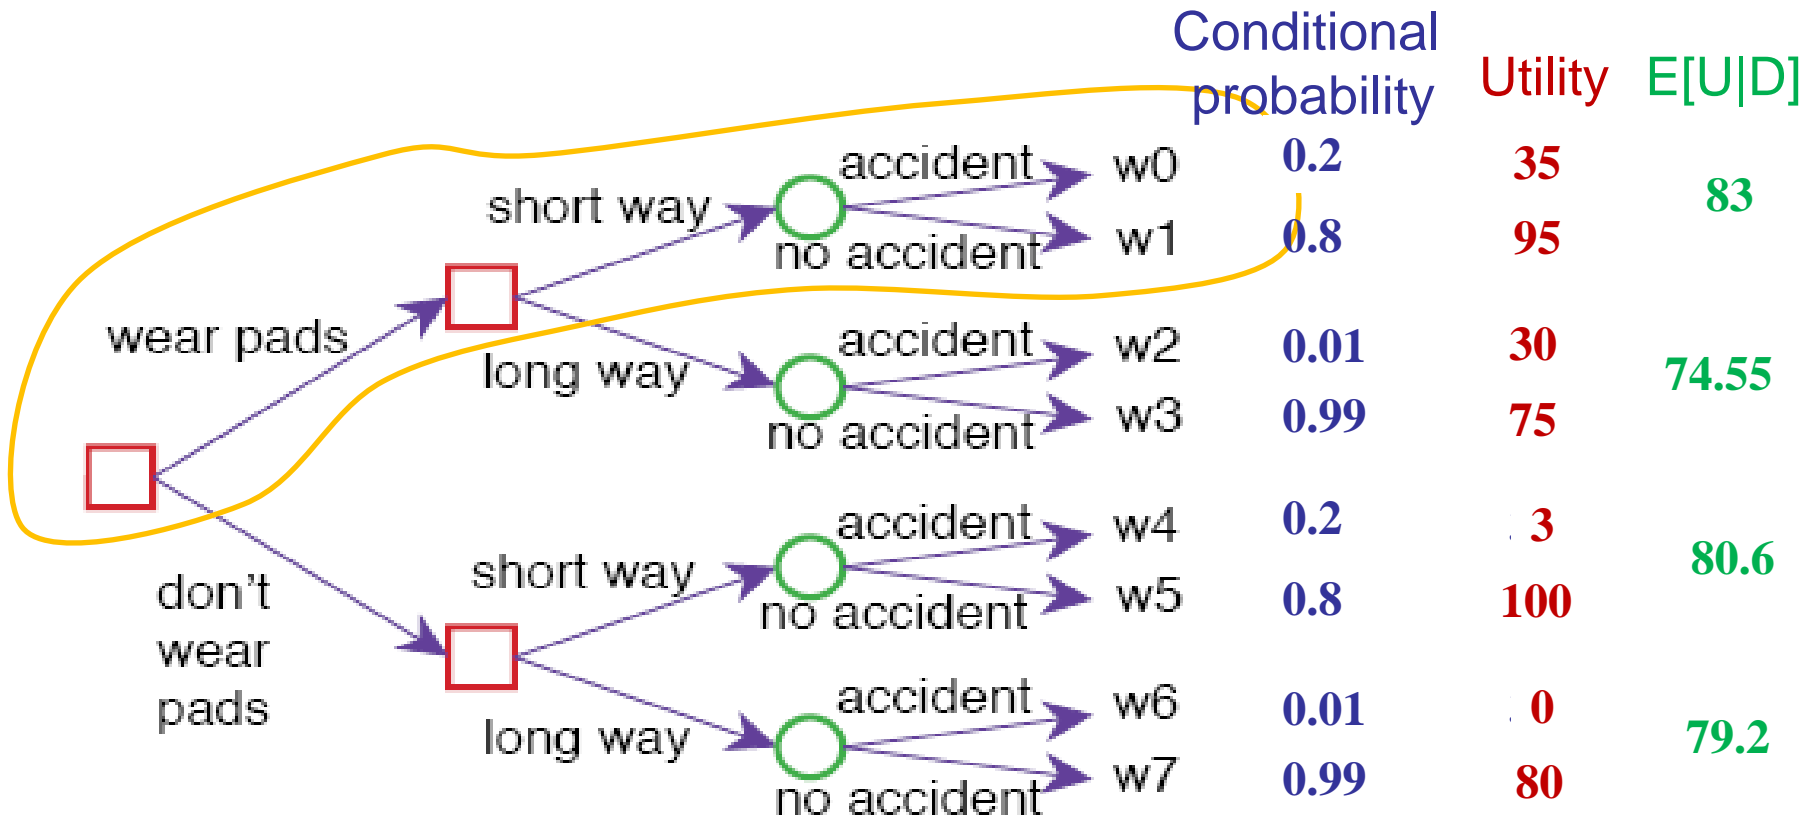 Conditional probability Utility E[U|D]
accident w0 0.2 35
short way 83
no accident w1 0.8 95
wear pads
accident w2 0.01 30
long way 74.55
no accident w3 0.99 75
accident w4 0.2 3
short way 80.6
no accident w5 0.8 100
don't
wear
pads
accident w6 0.01 0
long way 79.2
no accident w7 0.99 80